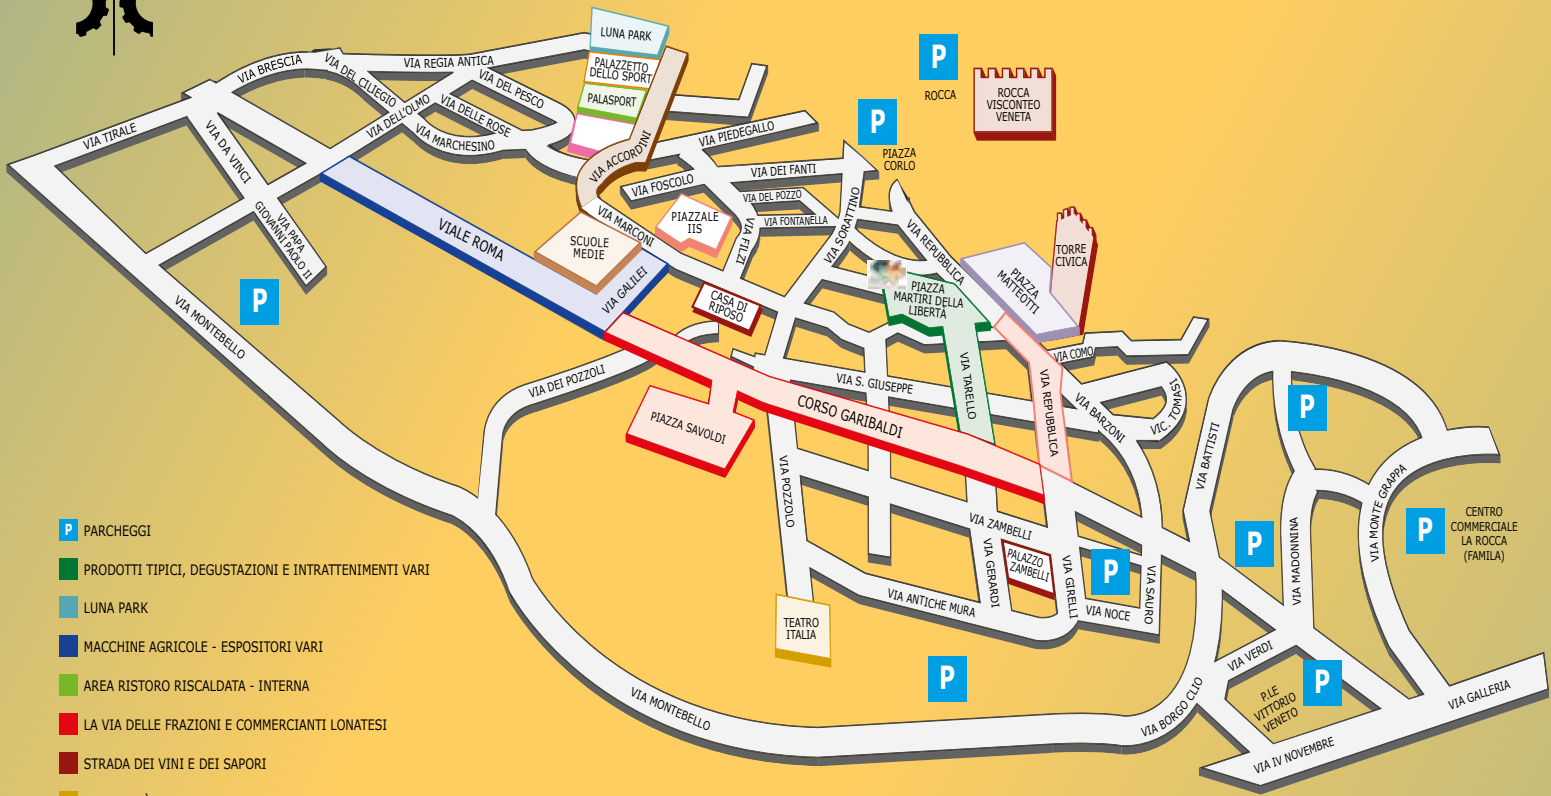 LUNA PARK
PALAZZETTO
DELLO SPORT
PALASPORT
VIA ACCORDINI
VIA REGIA ANTICA
VIA BRESCIA
VIA DEL CILIEGIO
VIA DEL PESCO
VIA DELLE ROSE
VIA DELL'OLMO
VIA MARCHESINO
VIA TIRALE
VIA DA VINCI
VIA PAPA
GIOVANNI PAOLO II
P
P
ROCCA
ROCCA
VISCONTEO
VENETA
P
PIAZZA
CORLO
VIA PIEDEGALLO
VIA DEI FANTI
VIA FOSCOLO
VIA DEL POZZO
VIA FONTANELLA
VIA FILZI
VIA SORATTINO
VIA REPUBBLICA
VIA MARCONI
PIAZZALE
IIS
SCUOLE
MEDIE
VIALE ROMA
VIA GALILEI
CASA DI
RIPOSO
PIAZZA
MARTIRI DELLA
LIBERTÀ
PIAZZA
MATTEOTTI
TORRE
CIVICA
VIA COMO
VIA MONTEBELLO
VIA DEI POZZOLI
VIA S. GIUSEPPE
VIA TARELLO
VIA REPUBBLICA
VIA BARZONI
VIC. TOMASI
CORSO GARIBALDI
PIAZZA SAVOLDI
VIA POZZOLO
VIA ZAMBELLI
VIA GERARDI
PALAZZO
ZAMBELLI
VIA GIRELLI
P
VIA SAURO
VIA NOCE
VIA ANTICHE MURA
TEATRO
ITALIA
VIA BATTISTI
P
P
VIA MADONNINA
VIA MONTE GRAPPA
P
CENTRO
COMMERCIALE
LA ROCCA
(FAMILA)
P
VIA MONTEBELLO
VIA BORGO CLIO
VIA VERDI
P.LE
VITTORIO
VENETO
P
VIA GALLERIA
VIA IV NOVEMBRE
P PARCHEGGI
PRODOTTI TIPICI, DEGUSTAZIONI E INTRATTENIMENTI VARI
LUNA PARK
MACCHINE AGRICOLE - ESPOSITORI VARI
AREA RISTORO RISCALDATA - INTERNA
LA VIA DELLE FRAZIONI E COMMERCIANTI LONATESI
STRADA DEI VINI E DEI SAPORI